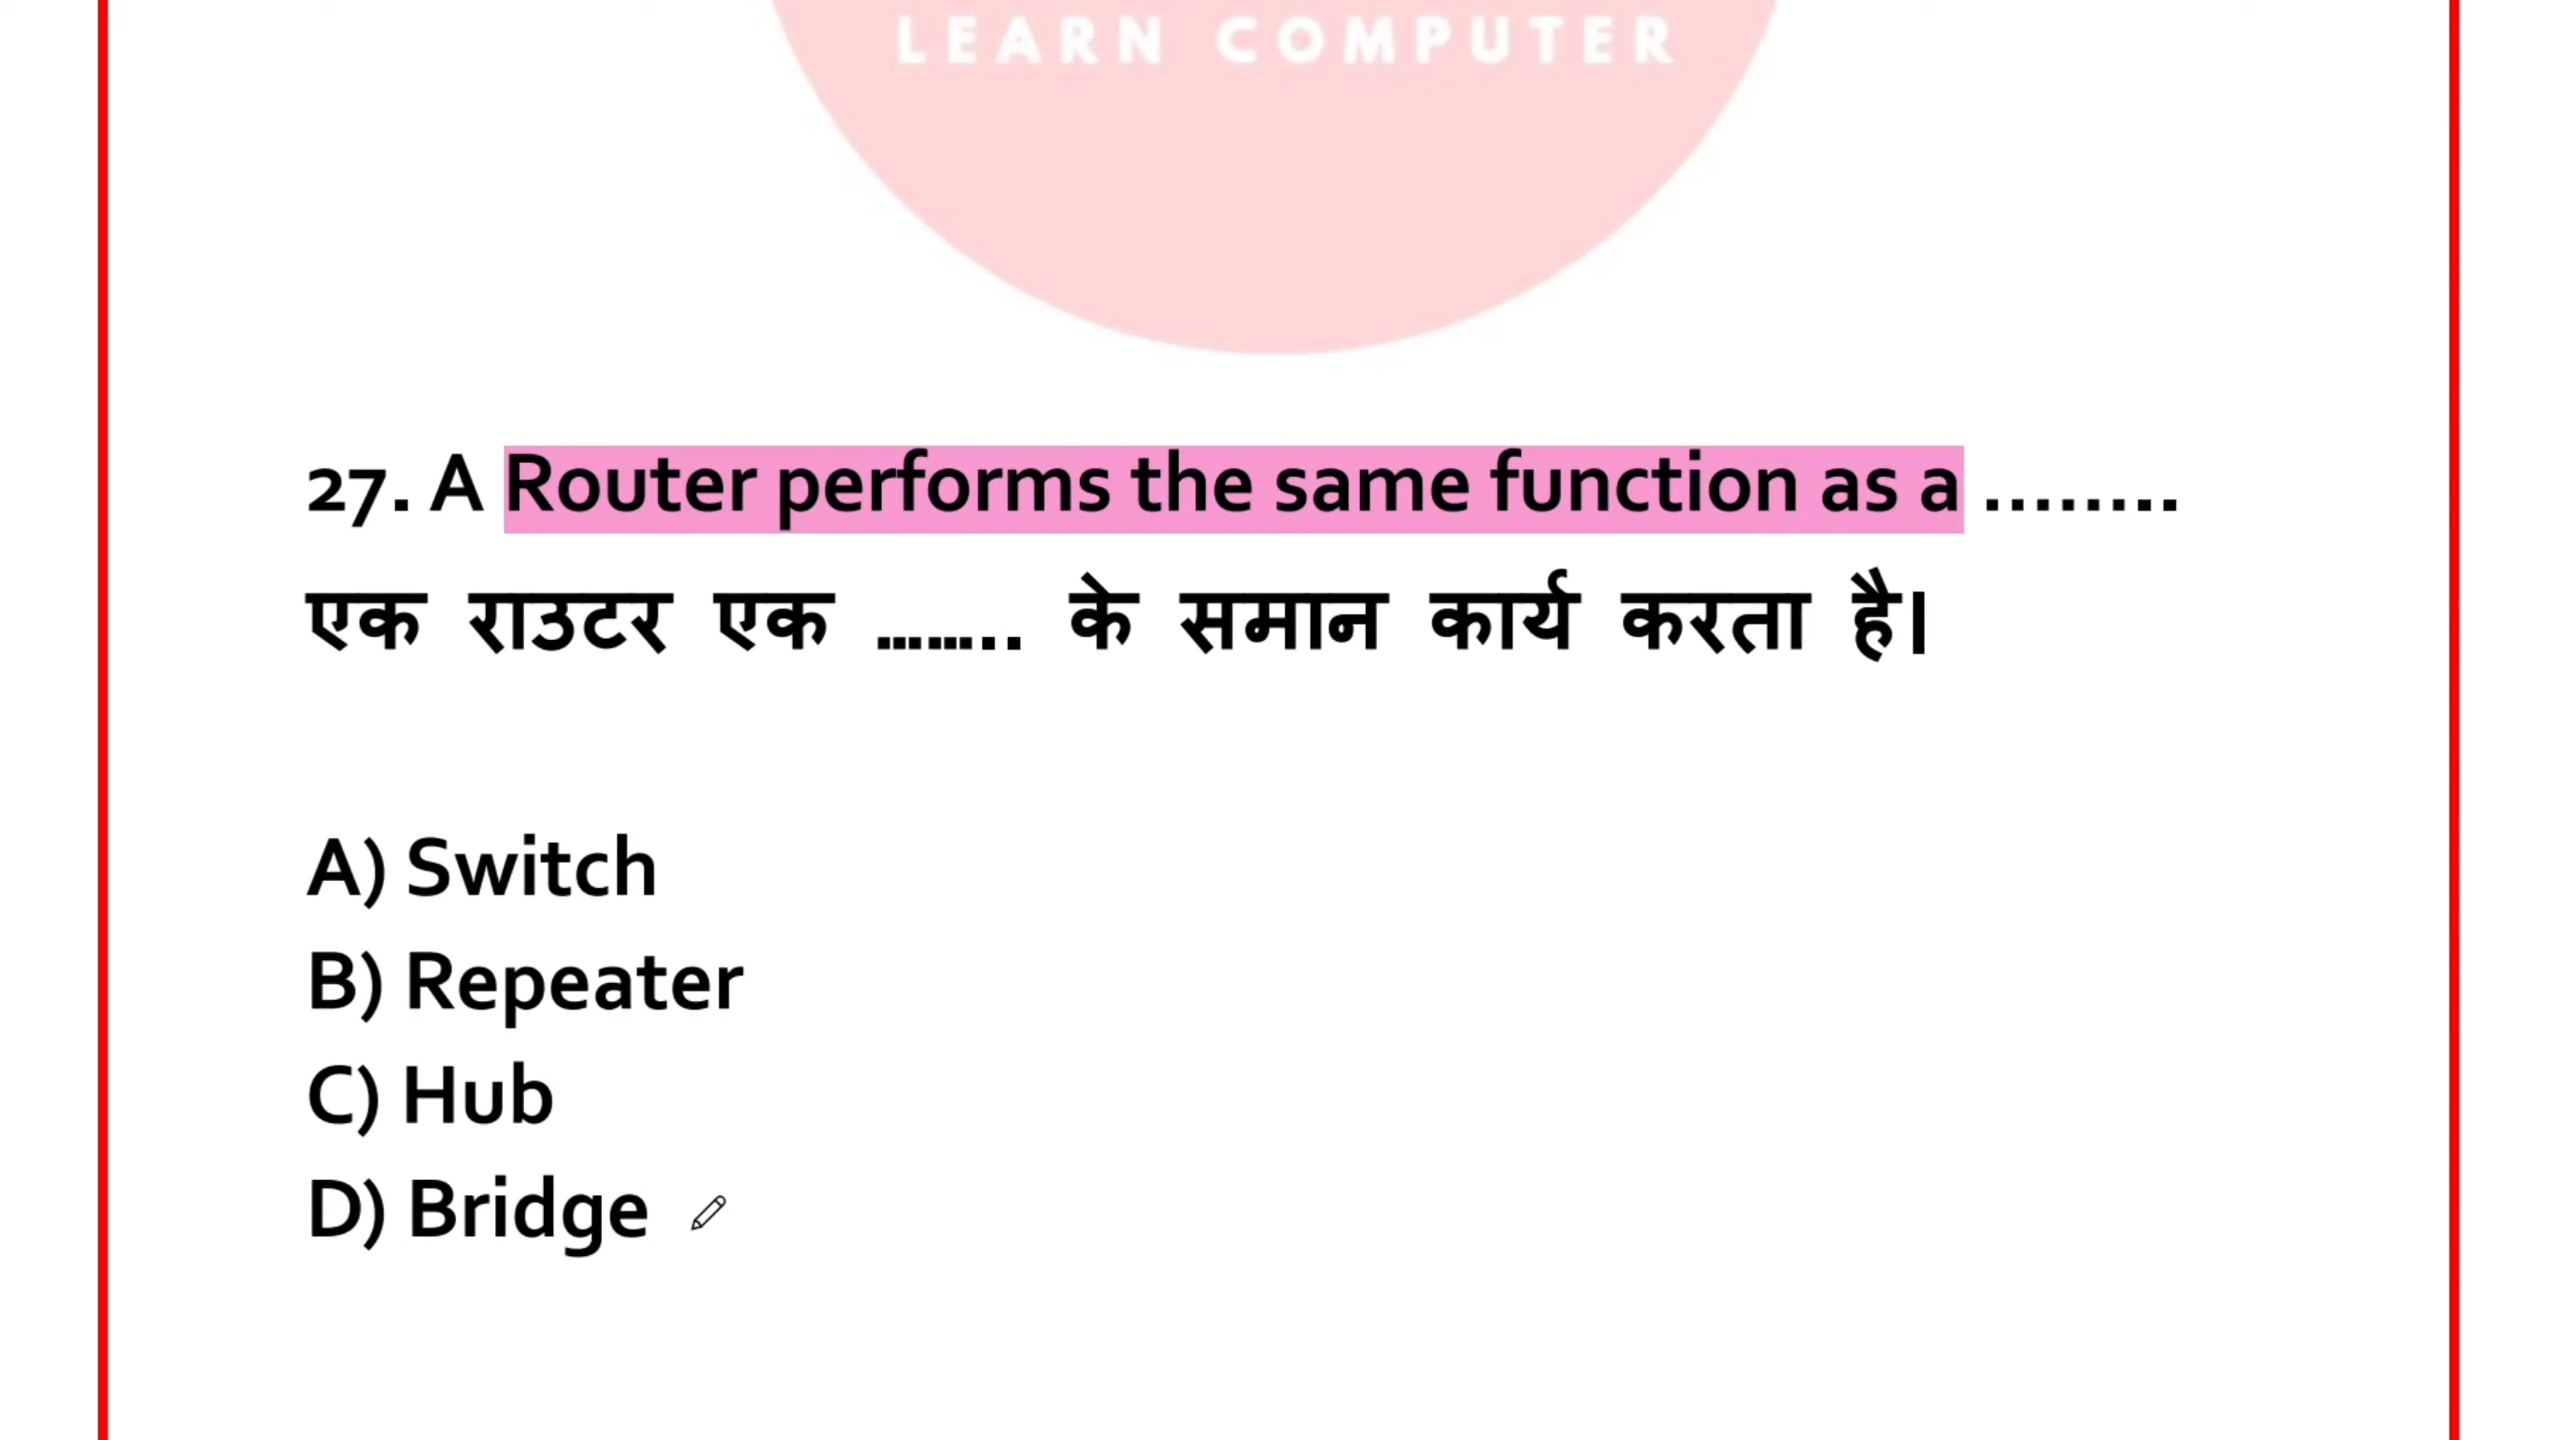 LEARN COMPUTER
27. A Router performs the same function as a ........
एक राउटर एक …….. के समान कार्य करता है।
A) Switch
B) Repeater
C) Hub
D) Bridge